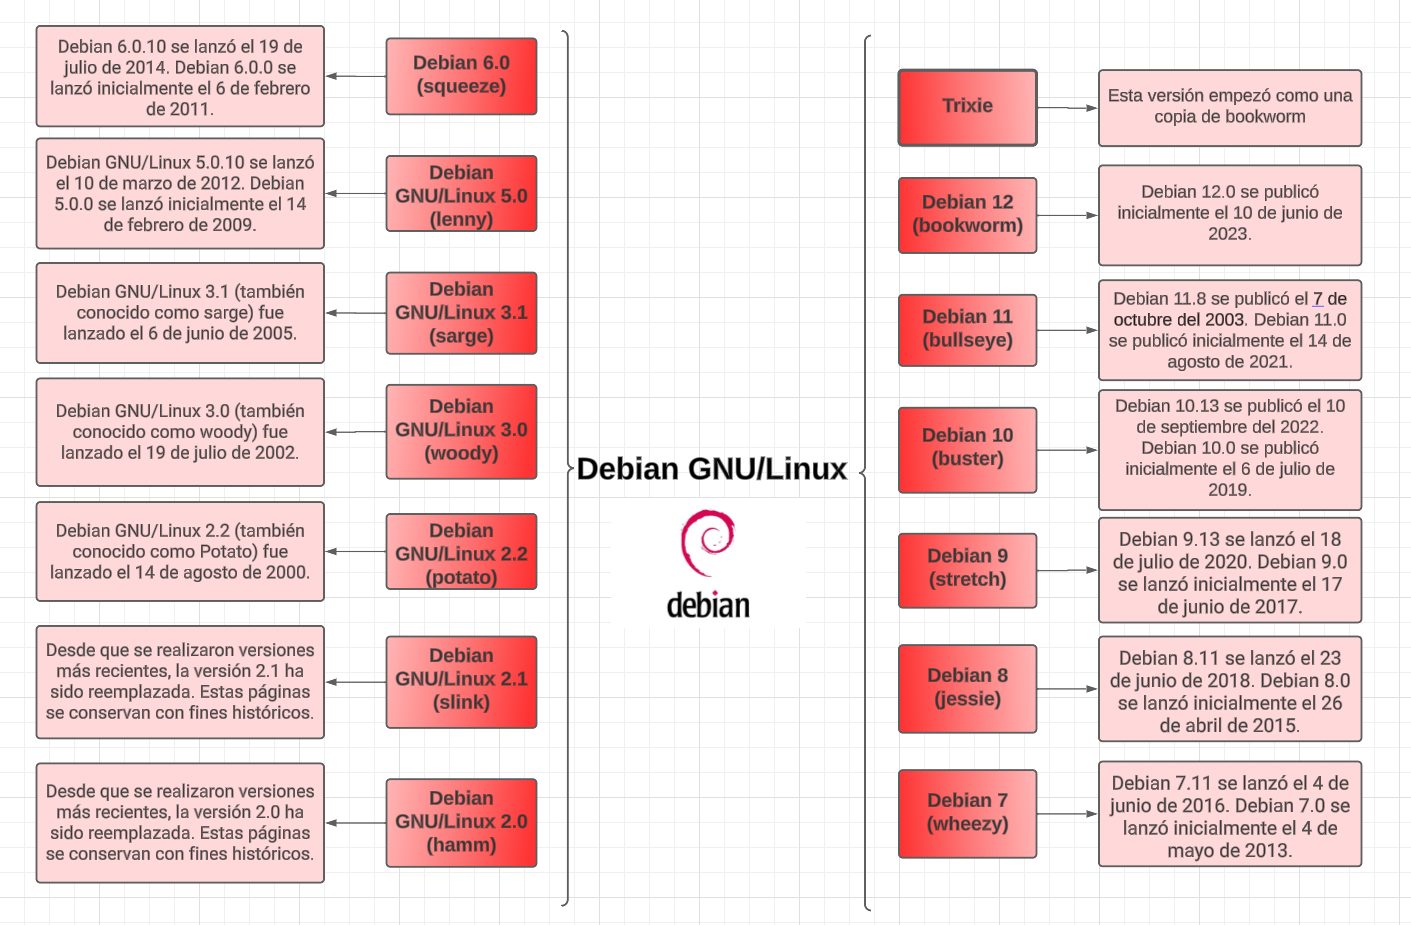 Debian 6.0.10 se lanzó el 19 de
julio de 2014. Debian 6.0.0 se
lanzó inicialmente el 6 de febrero
de 2011.
Debian 6.0
(squeeze)
Debian GNU/Linux 5.0.10 se lanzó
el 10 de marzo de 2012. Debian
5.0.0 se lanzó inicialmente el 14
de febrero de 2009.
Debian
GNU/Linux 5.0
(lenny)
Debian GNU/Linux 3.1 (también
conocido como sarge) fue
lanzado el 6 de junio de 2005.
Debian
GNU/Linux 3.1
(sarge)
Debian GNU/Linux 3.0 (también
conocido como woody) fue
lanzado el 19 de julio de 2002.
Debian
GNU/Linux 3.0
(woody)
Debian GNU/Linux 2.2 (también
conocido como Potato) fue
lanzado el 14 de agosto de 2000.
Debian
GNU/Linux 2.2
(potato)
Desde que se realizaron versiones
más recientes, la versión 2.1 ha
sido reemplazada. Estas páginas
se conservan con fines históricos.
Debian
GNU/Linux 2.1
(slink)
Desde que se realizaron versiones
más recientes, la versión 2.0 ha
sido reemplazada. Estas páginas
se conservan con fines históricos.
Debian
GNU/Linux 2.0
(hamm)
Debian GNU/Linux
debian
Trixie
Esta versión empezó como una
copia de bookworm
Debian 12
(bookworm)
Debian 12.0 se publicó
inicialmente el 10 de junio de
2023.
Debian 11
(bullseye)
Debian 11.8 se publicó el 7 de
octubre del 2003. Debian 11.0
se publicó inicialmente el 14 de
agosto de 2021.
Debian 10
(buster)
Debian 10.13 se publicó el 10
de septiembre del 2022.
Debian 10.0 se publicó
inicialmente el 6 de julio de
2019.
Debian 9
(stretch)
Debian 9.13 se lanzó el 18
de julio de 2020. Debian 9.0
se lanzó inicialmente el 17
de junio de 2017.
Debian 8
(jessie)
Debian 8.11 se lanzó el 23
de junio de 2018. Debian 8.0
se lanzó inicialmente el 26
de abril de 2015.
Debian 7
(wheezy)
Debian 7.11 se lanzó el 4 de
junio de 2016. Debian 7.0 se
lanzó inicialmente el 4 de
mayo de 2013.